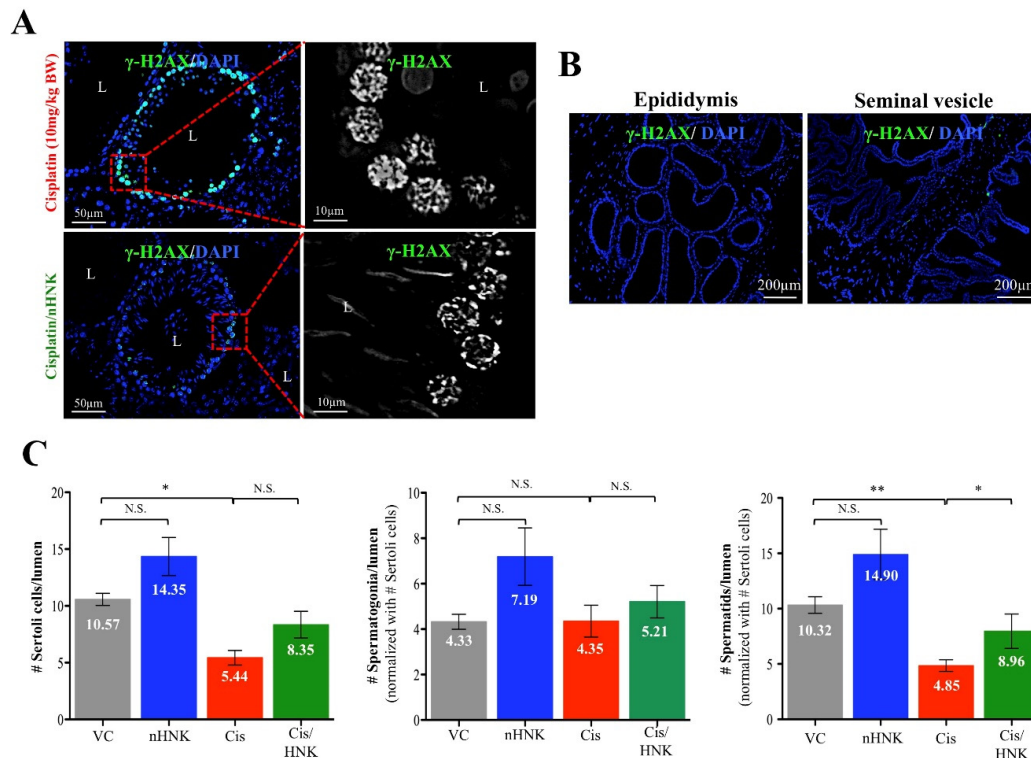 A
Cisplatin (10mg/kg BW)
γ-H2AX/DAPI
L
L
50µm
γ-H2AX
L
10µm
Cisplatin/nHNK
γ-H2AX/DAPI
L
L
L
50µm
γ-H2AX
L
10µm
B
Epididymis
γ-H2AX/ DAPI
200µm
Seminal vesicle
γ-H2AX/ DAPI
200µm
C
# Sertoli cells/lumen
20
15
10
5
0
*
N.S.
N.S.
10.57
14.35
5.44
8.35
VC
nHNK
Cis
Cis/
HNK
# Spermatogonia/lumen
(normalized with # Sertoli cells)
10
8
6
4
2
0
N.S.
N.S.
N.S.
4.33
7.19
4.35
5.21
VC
nHNK
Cis
Cis/
HNK
# Spermatids/lumen
(normalized with # Sertoli cells)
20
15
10
5
0
**
*
N.S.
10.32
14.90
4.85
8.96
VC
nHNK
Cis
Cis/
HNK